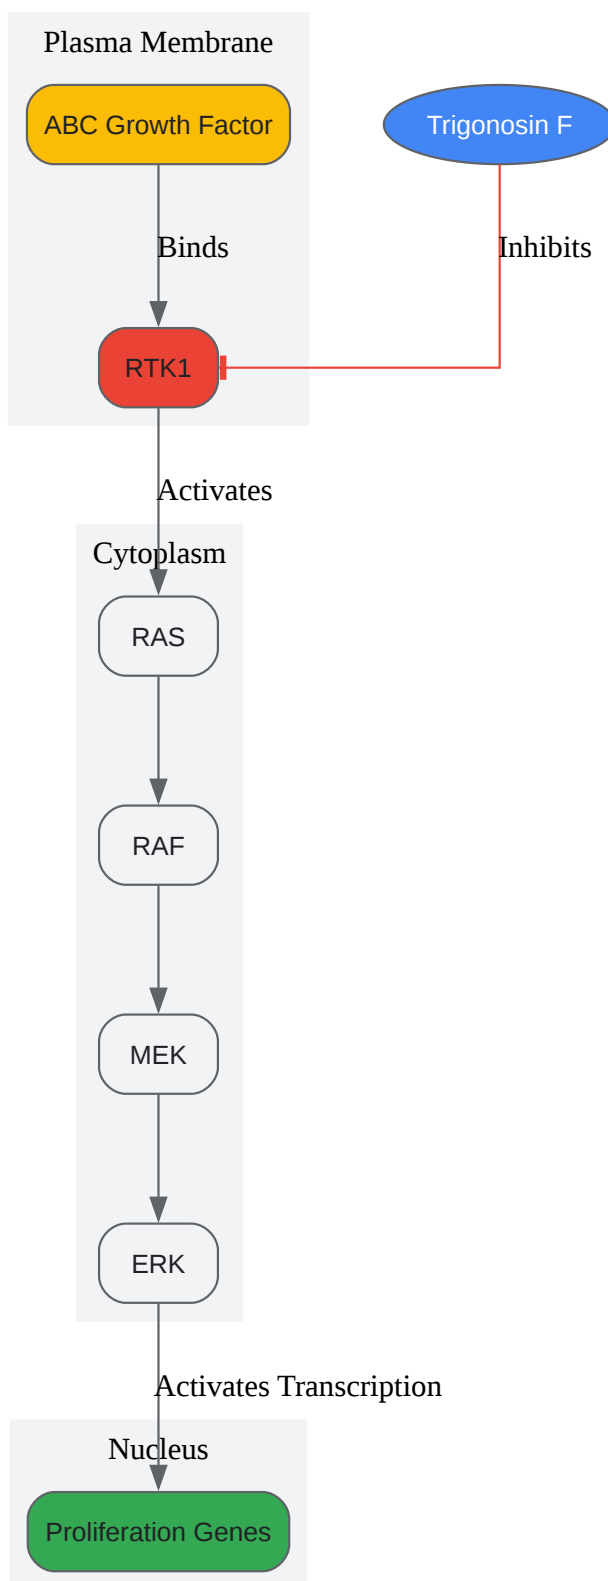 Plasma Membrane
ABC Growth Factor
Trigonosin F
Binds
Inhibits
RTK1
Activates
Cytoplasm
RAS
RAF
MEK
ERK
Activates Transcription
Nucleus
Proliferation Genes